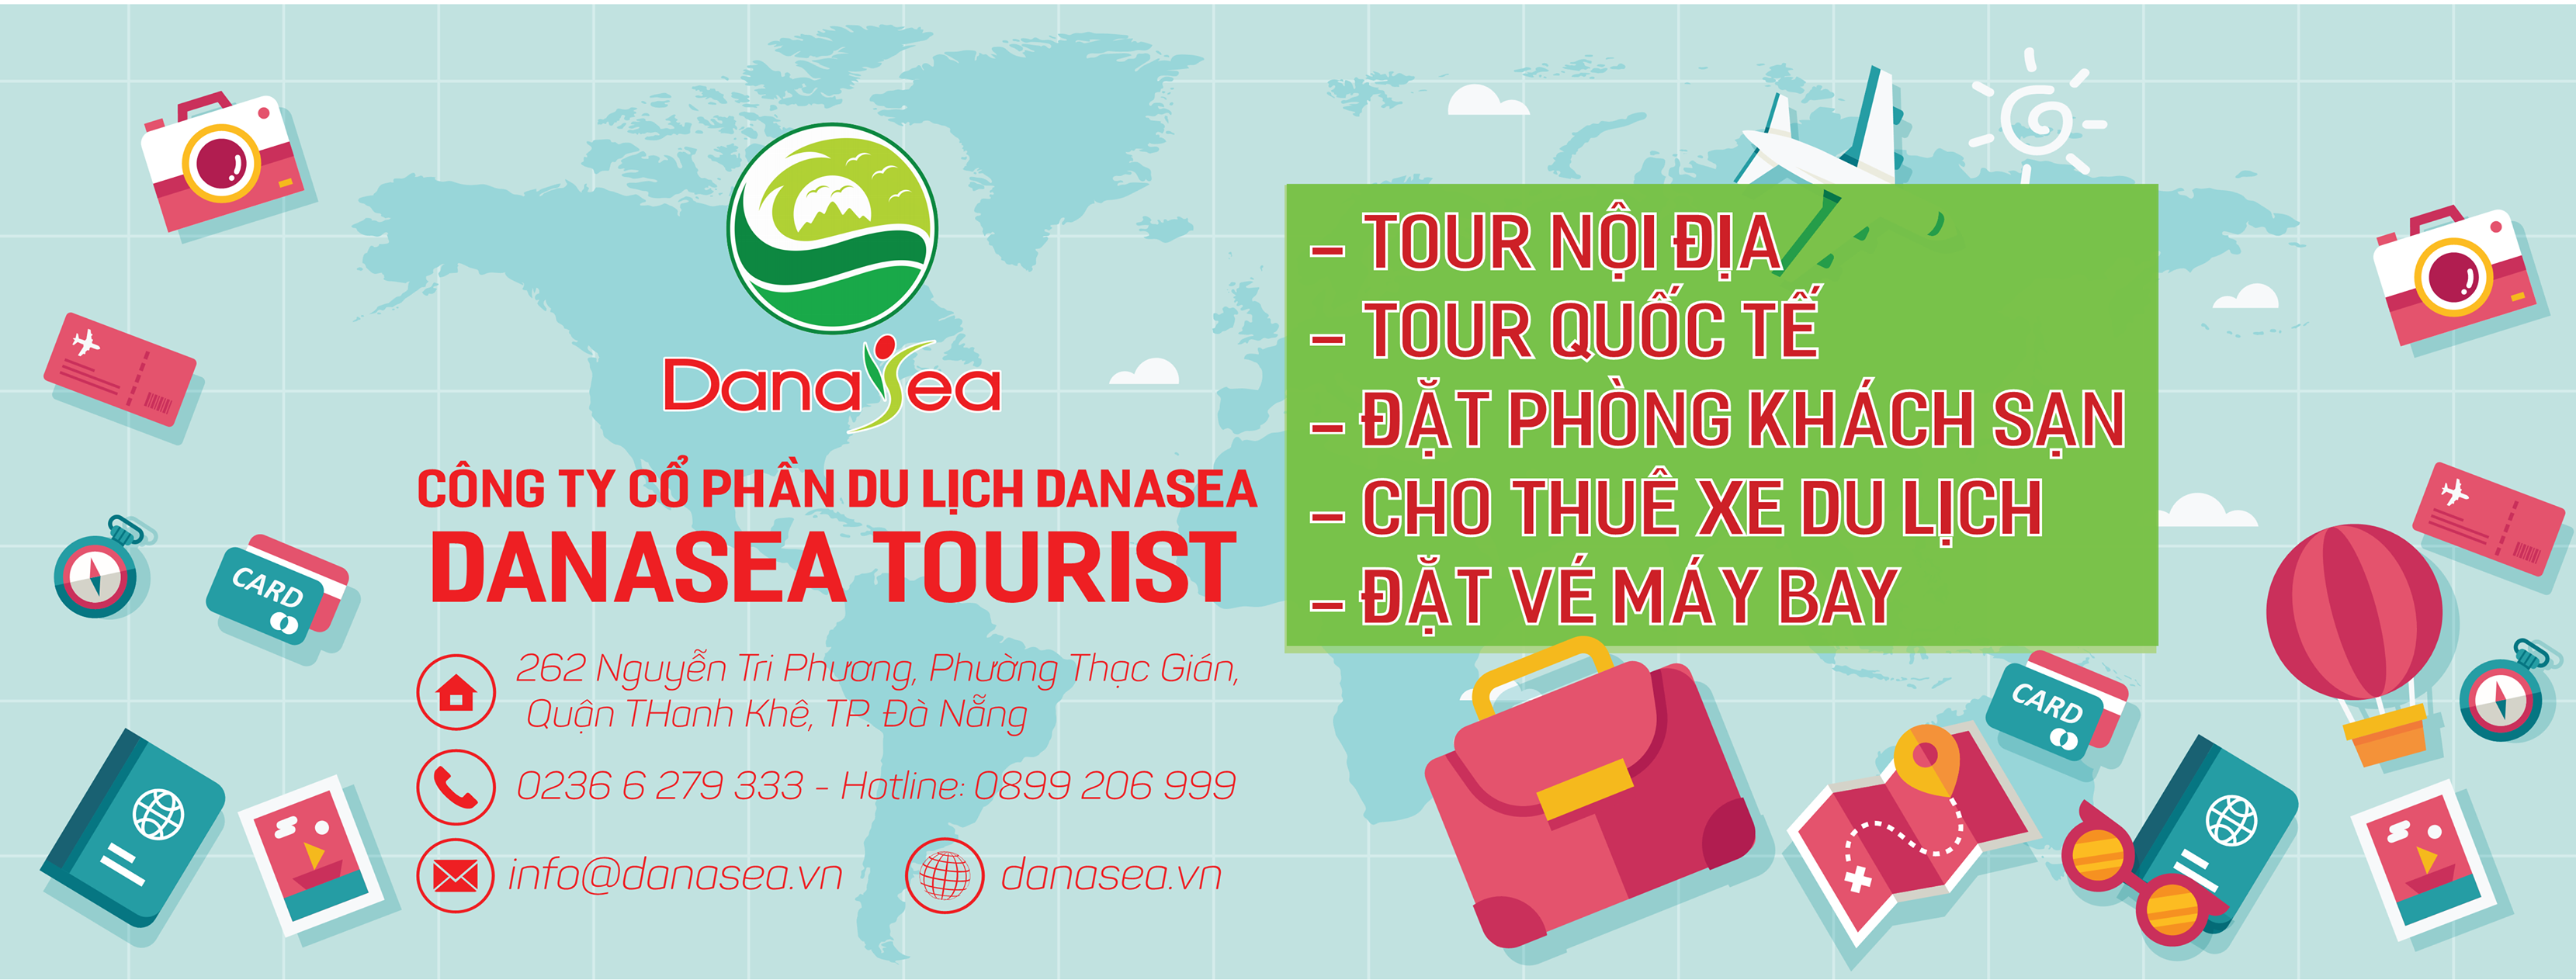 DanaSea
CÔNG TY CỔ PHẦN DU LỊCH DANASEA
DANASEA TOURIST
262 Nguyễn Tri Phương, Phường Thạc Gián,
Quận THanh Khê, TP. Đà Nẵng
0236 6 279 333 - Hotline: 0899 206 999
info@danasea.vn
danasea.vn
– TOUR NỘI ĐỊA
– TOUR QUỐC TẾ
– ĐẶT PHÒNG KHÁCH SẠN
– CHO THUÊ XE DU LỊCH
– ĐẶT VÉ MÁY BAY
CARD
CARD